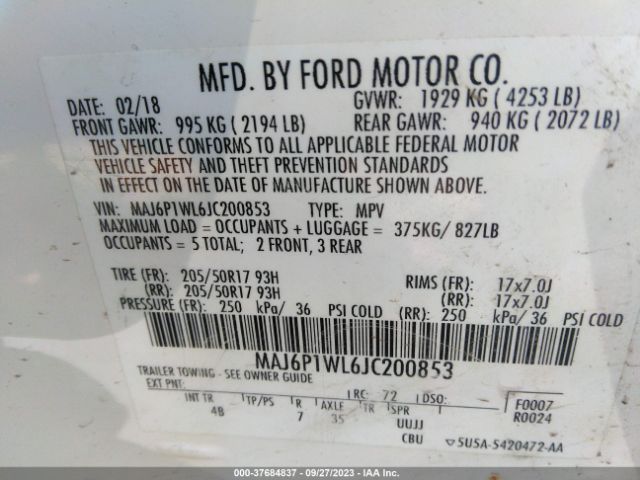 MFD. BY FORD MOTOR CO.
DATE: 02/18 GVWR: 1929 KG ( 4253 LB)
FRONT GAWR: 995 KG ( 2194 LB) REAR GAWR: 940 KG ( 2072 LB)
THIS VEHICLE CONFORMS TO ALL APPLICABLE FEDERAL MOTOR
VEHICLE SAFETY AND THEFT PREVENTION STANDARDS
IN EFFECT ON THE DATE OF MANUFACTURE SHOWN ABOVE.
VIN: MAJ6P1WL6JC200853 TYPE: MPV
MAXIMUM LOAD = OCCUPANTS + LUGGAGE = 375KG/ 827LB
OCCUPANTS = 5 TOTAL; 2 FRONT, 3 REAR
TIRE (FR): 205/50R17 93H RIMS (FR): 17x7.0J
(RR): 205/50R17 93H (RR): 17x7.0J
PRESSURE (FR): 250 kPa/ 36 PSI COLD (RR): 250 kPa/ 36 PSI COLD
MAJ6P1WL6JC200853
TRAILER TOWING - SEE OWNER GUIDE
EXT PNT: RC: 72 DSO: F0007
INT TR TP/PS R AXLE TR SPR R0024
4B 7 35 UUJJ
CBU 5USA-S420472-AA
000-37684837 - 09/27/2023 - IAA Inc.